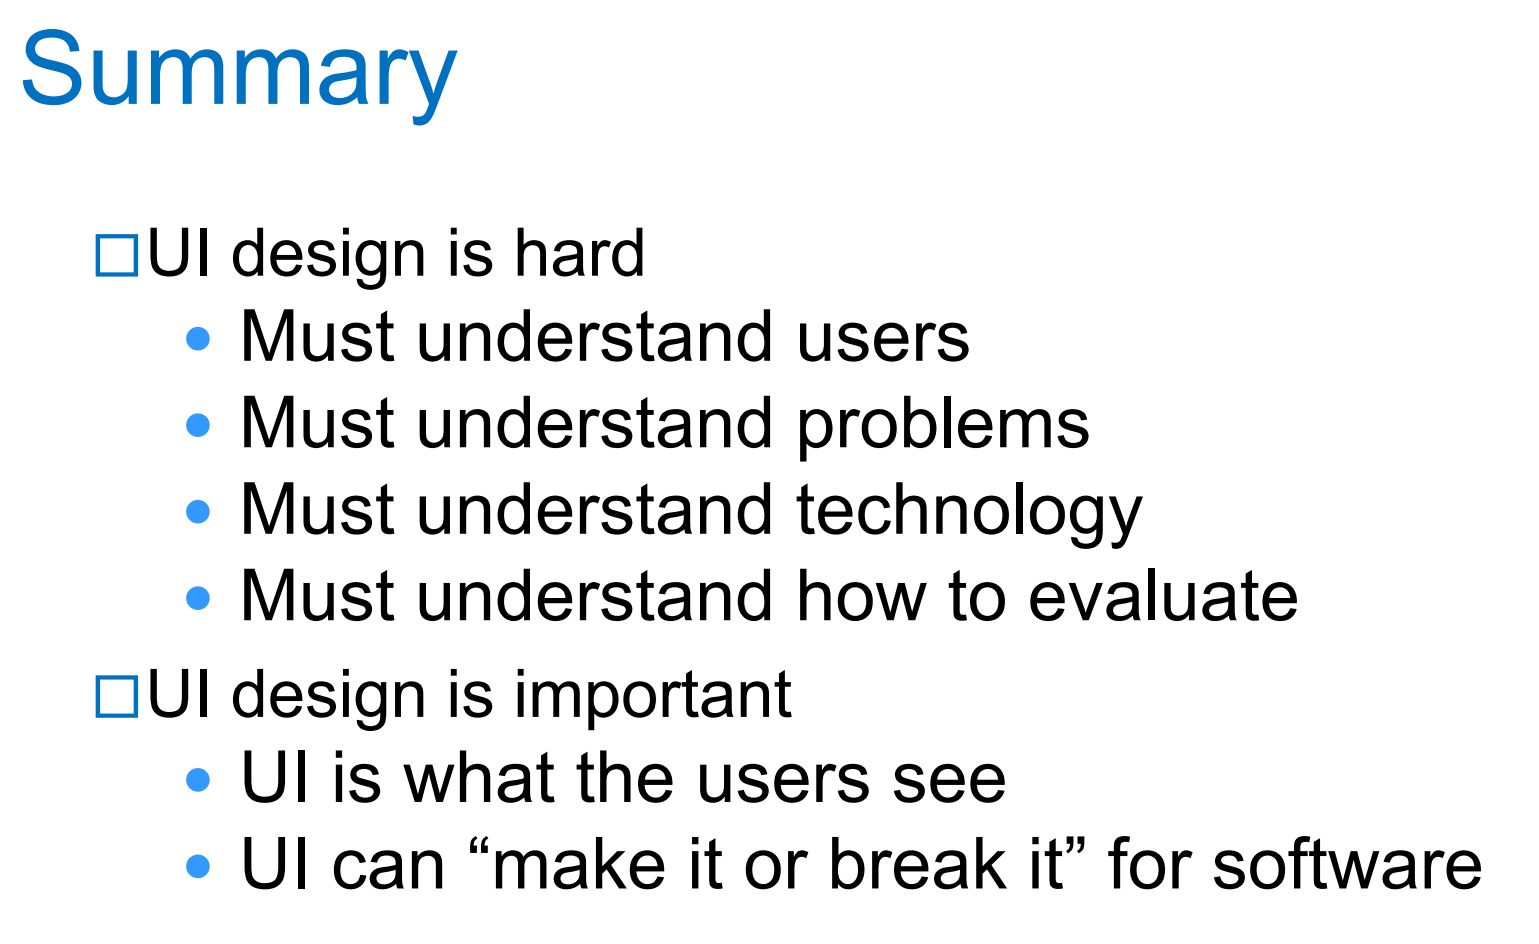 Summary
UI design is hard
Must understand users
Must understand problems
Must understand technology
Must understand how to evaluate
UI design is important
UI is what the users see
UI can “make it or break it” for software